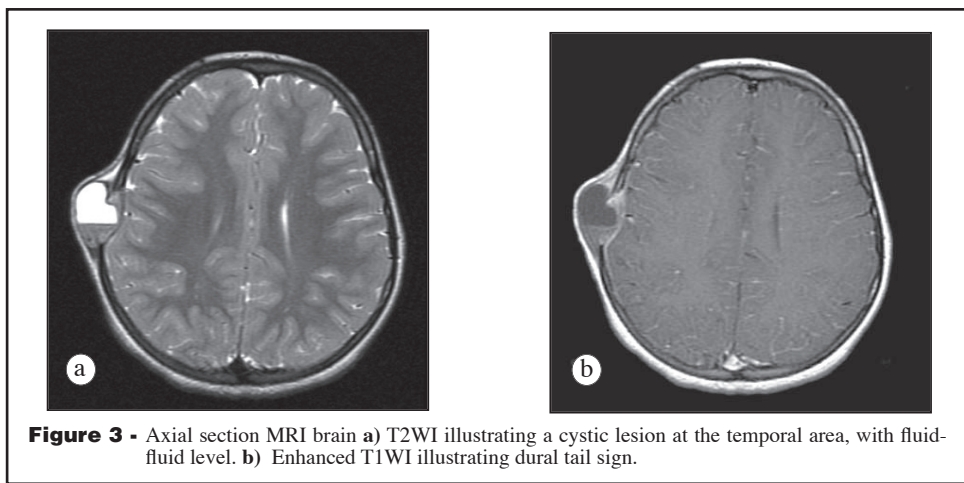 a
b
Figure 3 - Axial section MRI brain a) T2WI illustrating a cystic lesion at the temporal area, with fluid-
fluid level. b) Enhanced T1WI illustrating dural tail sign.